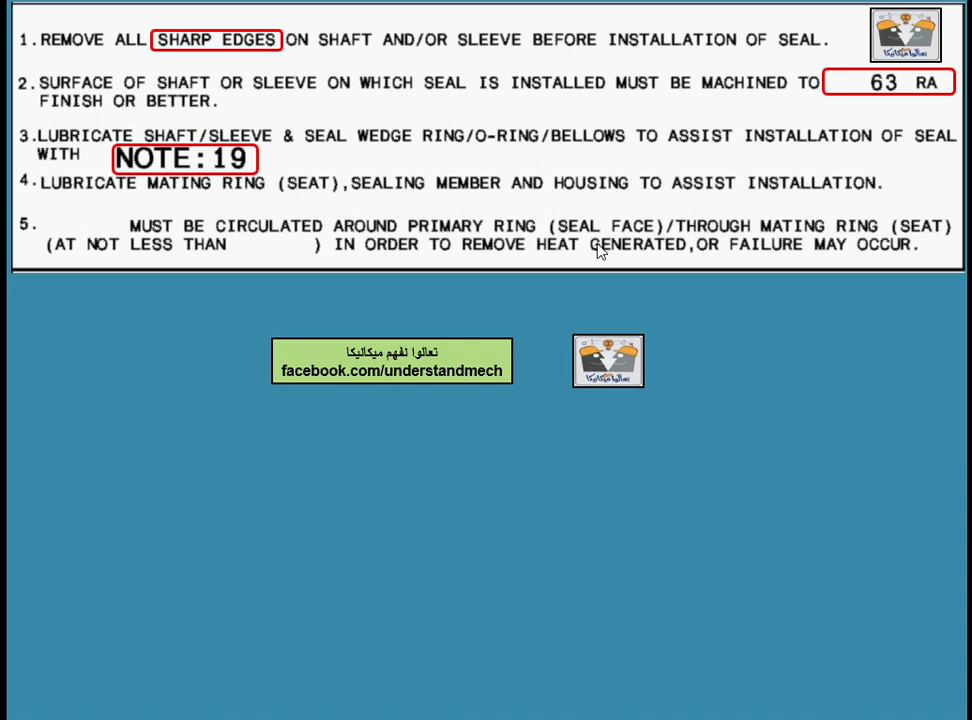 1.REMOVE ALL SHARP EDGES ON SHAFT AND/OR SLEEVE BEFORE INSTALLATION OF SEAL.
2.SURFACE OF SHAFT OR SLEEVE ON WHICH SEAL IS INSTALLED MUST BE MACHINED TO 63 RA
FINISH OR BETTER.
3.LUBRICATE SHAFT/SLEEVE & SEAL WEDGE RING/O-RING/BELLOWS TO ASSIST INSTALLATION OF SEAL
WITH NOTE:19
4.LUBRICATE MATING RING (SEAT),SEALING MEMBER AND HOUSING TO ASSIST INSTALLATION.
5. MUST BE CIRCULATED AROUND PRIMARY RING (SEAL FACE)/THROUGH MATING RING (SEAT)
(AT NOT LESS THAN ) IN ORDER TO REMOVE HEAT GENERATED,OR FAILURE MAY OCCUR.
تعالوا نفهم ميكانيكا
facebook.com/understandmech